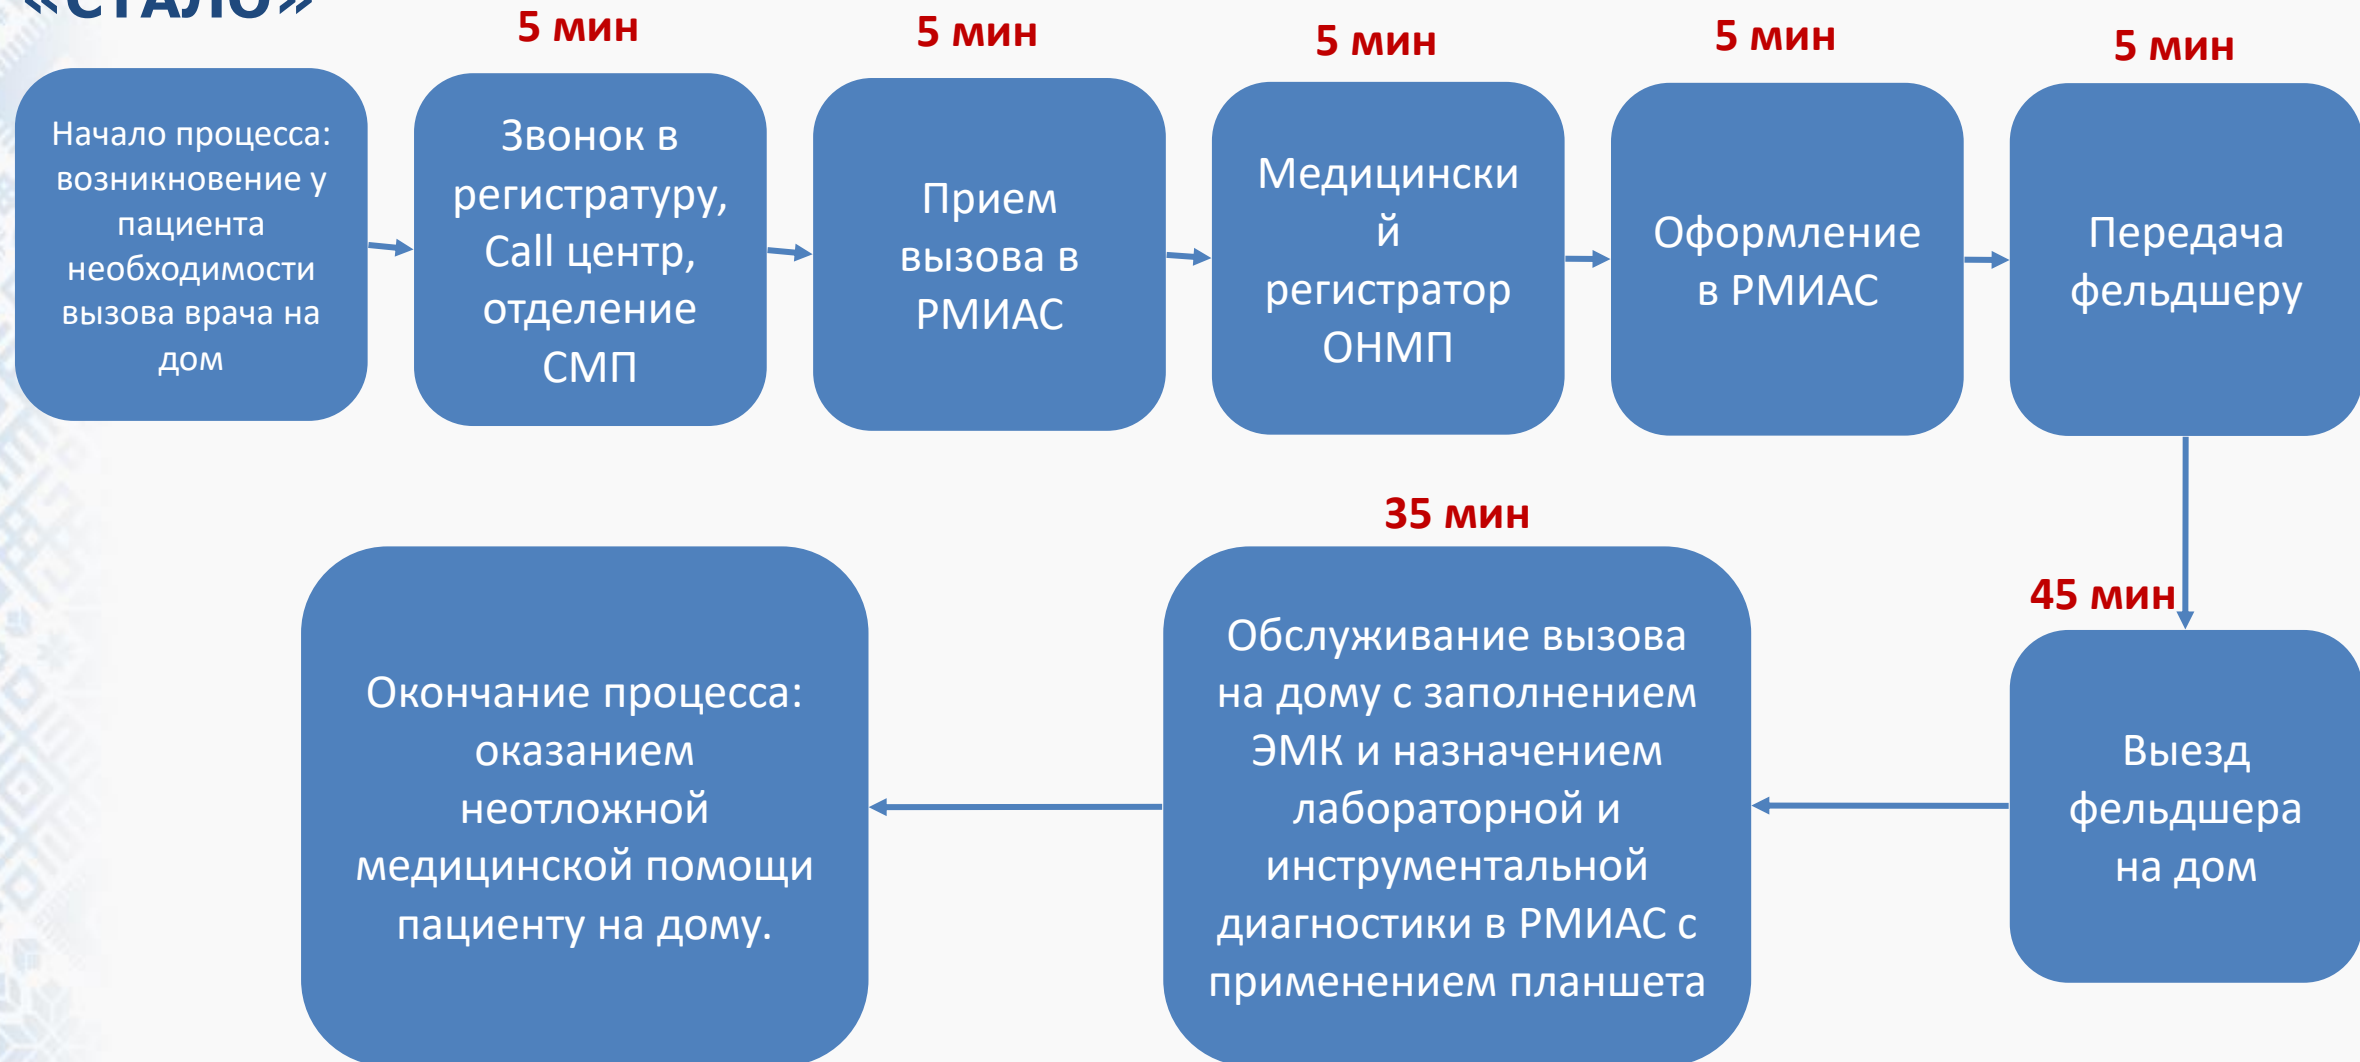 «СТАЛО»
5 мин
5 мин
5 мин
5 мин
5 мин
Начало процесса:
возникновение у
пациента
необходимости
вызова врача на
дом
Звонок в
регистратуру,
Call центр,
отделение
СМП
Прием
вызова в
РМИАС
Медицински
й
регистратор
ОНМП
Оформление
в РМИАС
Передача
фельдшеру
45 мин
Выезд
фельдшера
на дом
35 мин
Обслуживание вызова
на дому с заполнением
ЭМК и назначением
лабораторной и
инструментальной
диагностики в РМИАС с
применением планшета
Окончание процесса:
оказанием
неотложной
медицинской помощи
пациенту на дому.